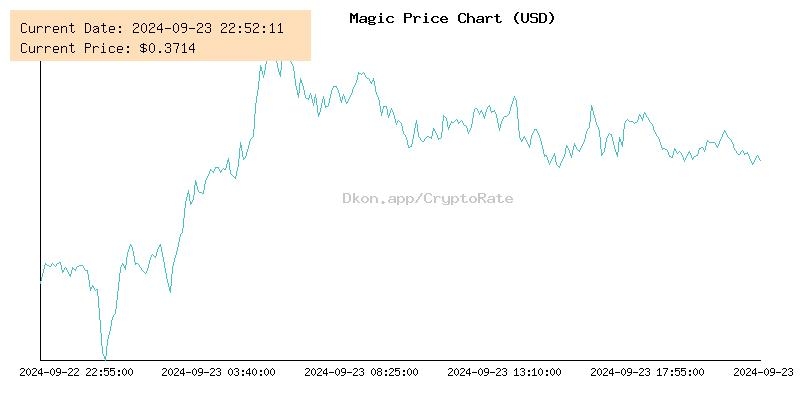 Magic Price Chart (USD)
Current Date: 2024-09-23 22:52:11
Current Price: $0.3714
Dkon.app/CryptoRate
2024-09-22 22:55:00 2024-09-23 03:40:00 2024-09-23 08:25:00 2024-09-23 13:10:00 2024-09-23 17:55:00 2024-09-23